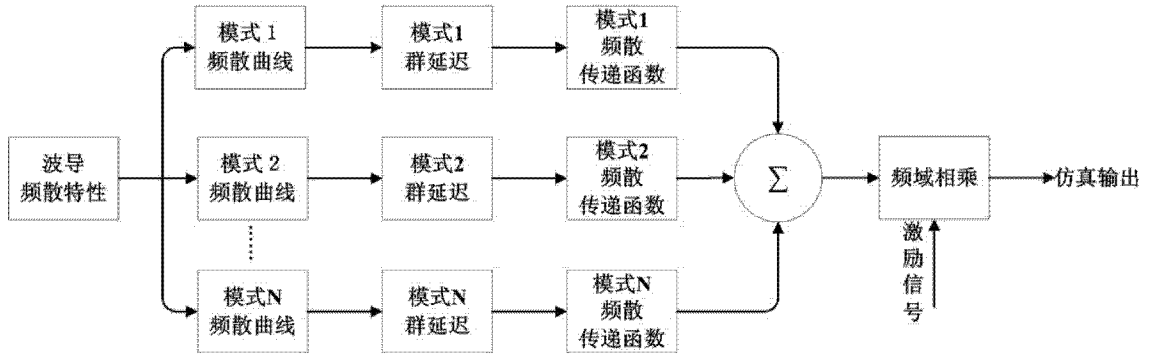 模式1
频散曲线
模式1
群延迟
模式1
频散
传递函数
波导
频散特性
模式2
频散曲线
模式2
群延迟
模式2
频散
传递函数
Σ
频域相乘
仿真输出
激励信号
模式N
频散曲线
模式N
群延迟
模式N
频散
传递函数